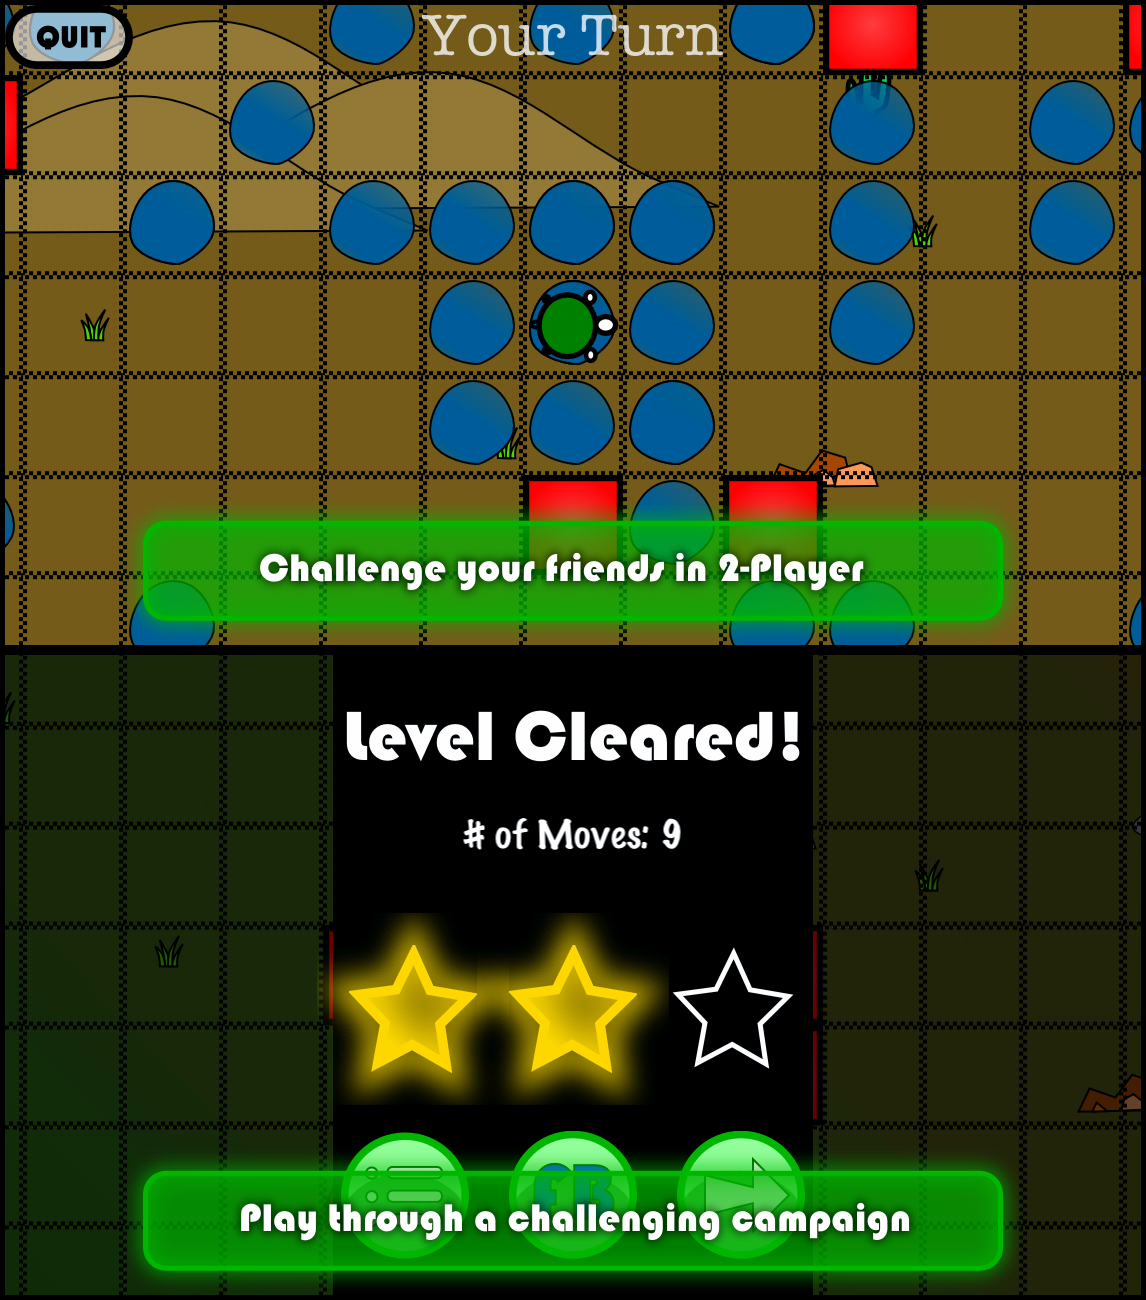 QUIT
Your Turn
Challenge your friends in 2-Player
Level Cleared!
# of Moves: 9
Play through a challenging campaign